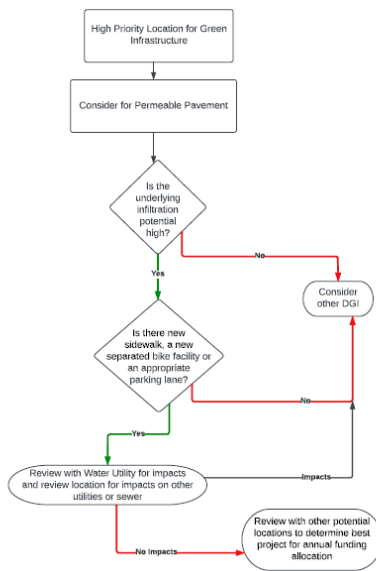 High Priority Location for Green
Infrastructure
Consider for Permeable Pavement
Is the
underlying
infiltration
potential
high?
No
Yes
Consider
other DGI
Is there new
sidewalk, a new
separated bike facility or
an appropriate
parking lane?
No
Yes
Review with Water Utility for impacts
and review location for impacts on other
utilities or sewer
Impacts
No Impacts
Review with other potential
locations to determine best
project for annual funding
allocation